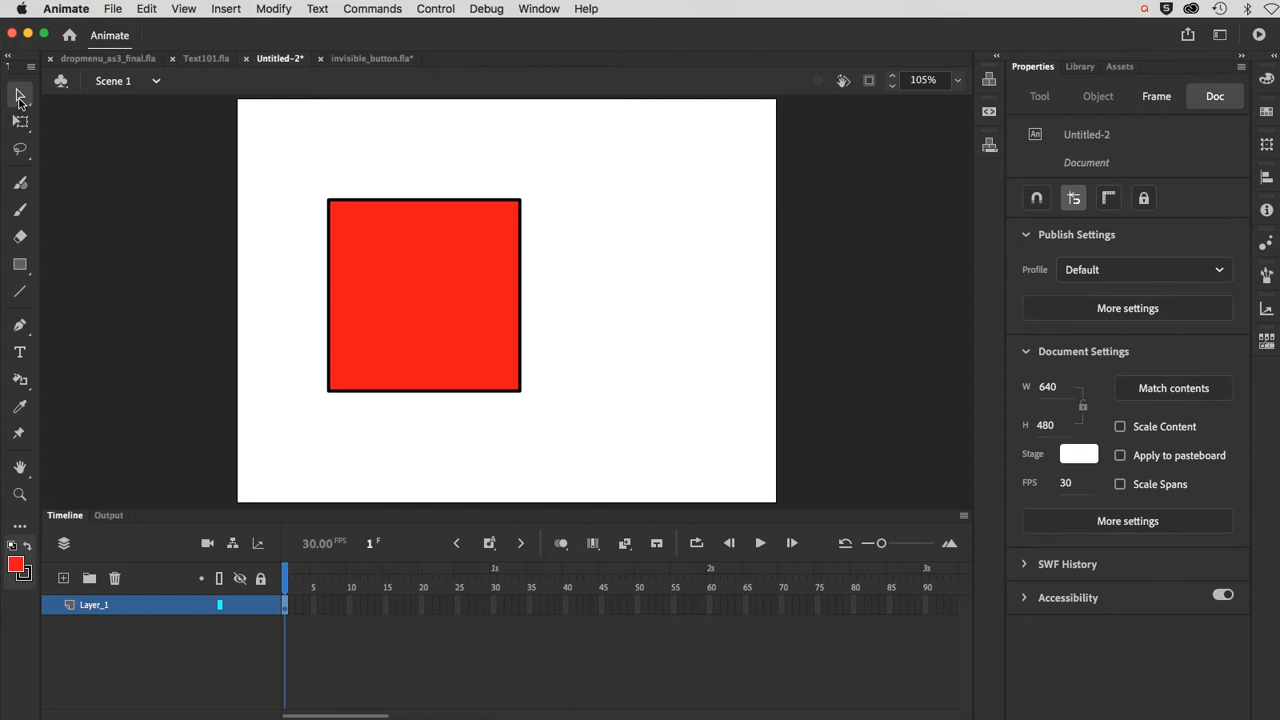 Animate File Edit View Insert Modify Text Commands Control Debug Window Help
Animate
dropmenu_as3_final.fla Text101.fla Untitled-2* invisible_button.fla*
Scene 1 105%
Properties Library Assets
Tool Object Frame Doc
An Untitled-2
Document
Publish Settings
Profile Default
More settings
Document Settings
W 640 Match contents
H 480 Scale Content
Stage Apply to pasteboard
FPS 30 Scale Spans
More settings
SWF History
Accessibility
Timeline Output
30.00 FPS 1 F
1s 2s 3s
5 10 15 20 25 30 35 40 45 50 55 60 65 70 75 80 85 90
Layer_1